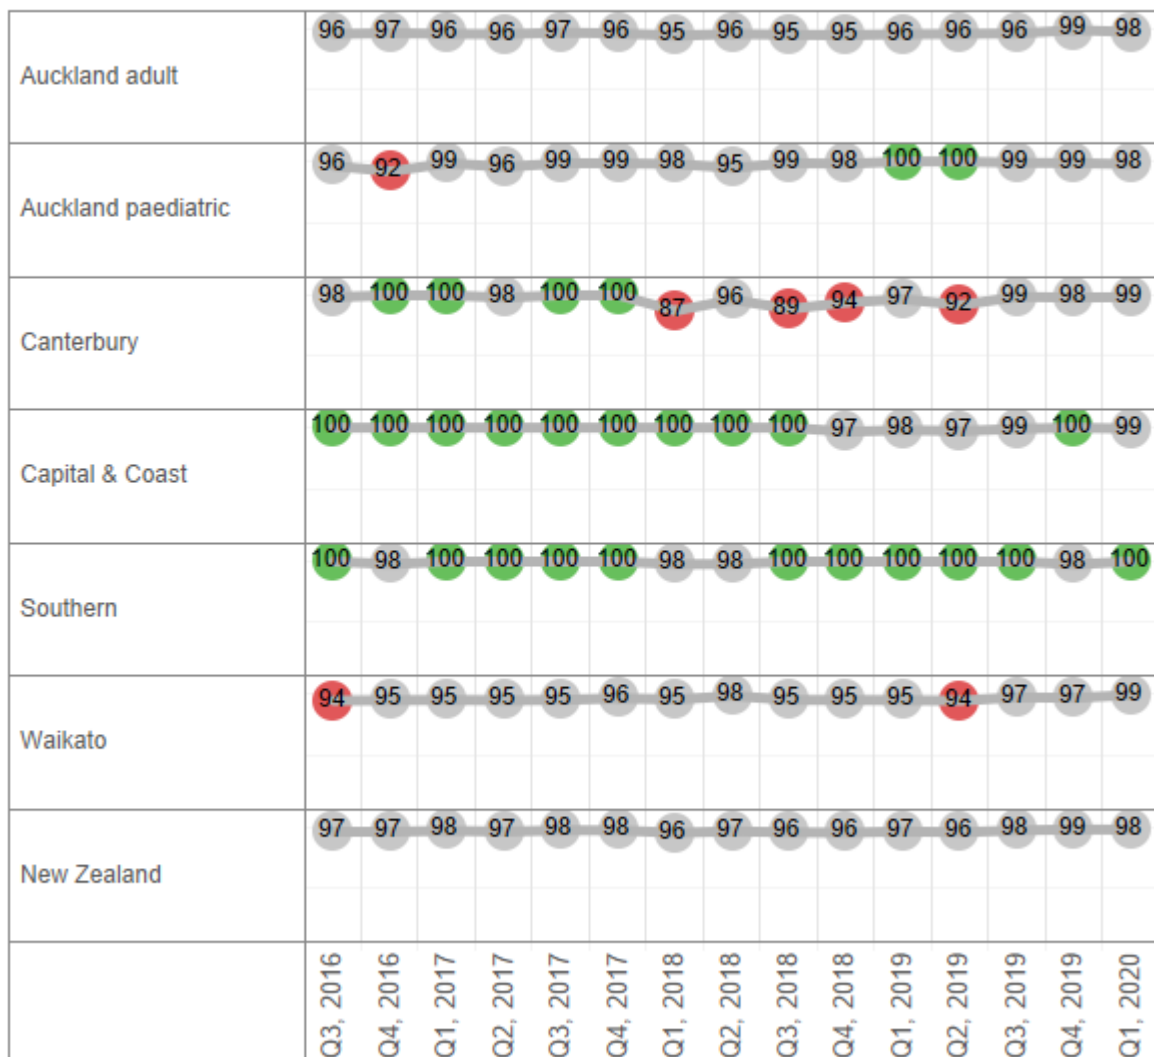 96 97 96 96 97 96 95 96 95 95 96 96 96 99 98
Auckland adult
96 92 99 96 99 99 98 95 99 98 100 100 99 99 98
Auckland paediatric
98 100 100 98 100 100 87 96 89 94 97 92 99 98 99
Canterbury
100 100 100 100 100 100 100 100 100 97 98 97 99 100 99
Capital & Coast
100 98 100 100 100 100 98 98 100 100 100 100 100 98 100
Southern
94 95 95 95 95 96 95 98 95 95 95 94 97 97 99
Waikato
97 97 98 97 98 98 96 97 96 96 97 96 98 99 98
New Zealand
Q3, 2016
Q4, 2016
Q1, 2017
Q2, 2017
Q3, 2017
Q4, 2017
Q1, 2018
Q2, 2018
Q3, 2018
Q4, 2018
Q1, 2019
Q2, 2019
Q3, 2019
Q4, 2019
Q1, 2020